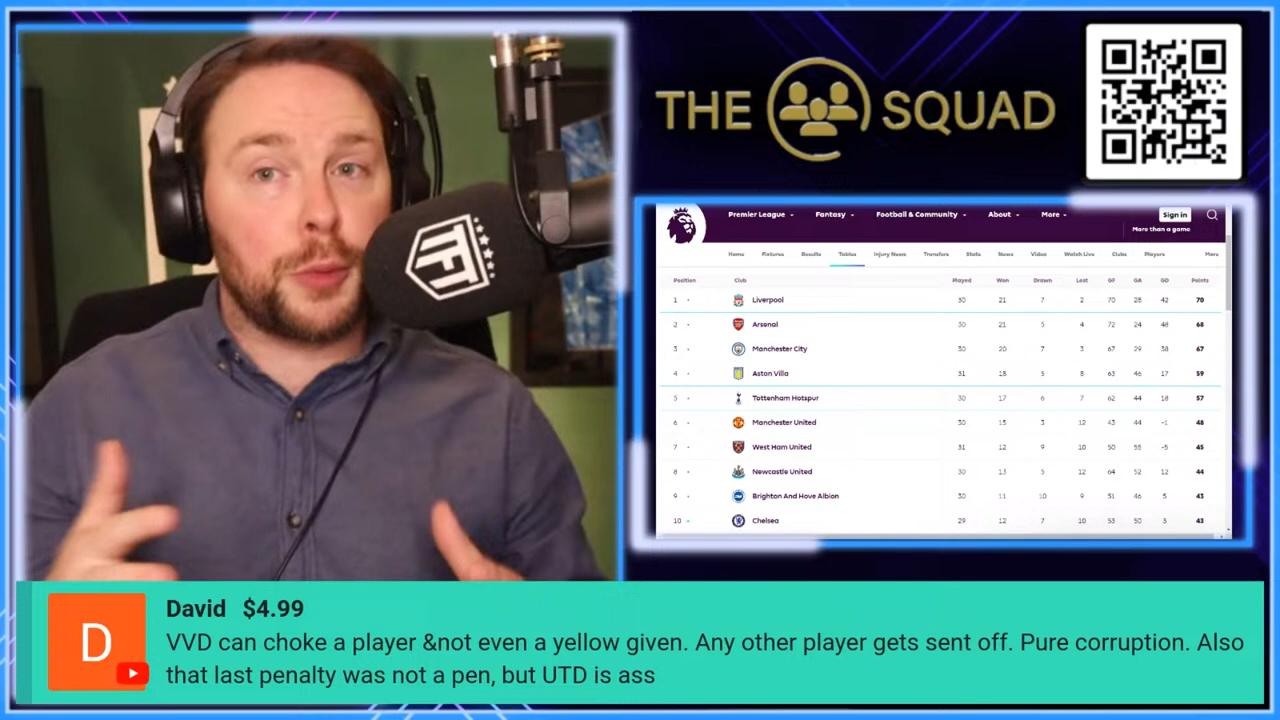 THE SQUAD
TFT
Premier League Fantasy Football & Community About More Sign in
More than a game
Home Fixtures Results Tables Injury News Transfers Stats News Video Watch Live Clubs Players More
Position Club Played Won Drawn Lost GF GA GD Points
1 Liverpool 30 21 7 2 70 28 42 70
2 Arsenal 30 21 5 4 72 24 48 68
3 Manchester City 30 20 7 3 67 29 38 67
4 Aston Villa 31 18 5 8 63 46 17 59
5 Tottenham Hotspur 30 17 6 7 62 44 18 57
6 Manchester United 30 15 3 12 43 44 -1 48
7 West Ham United 31 12 9 10 50 55 -5 45
8 Newcastle United 30 13 5 12 64 52 12 44
9 Brighton And Hove Albion 30 11 10 9 51 46 5 43
10 Chelsea 29 12 7 10 53 50 3 43
D
David $4.99
VVD can choke a player &not even a yellow given. Any other player gets sent off. Pure corruption. Also
that last penalty was not a pen, but UTD is ass